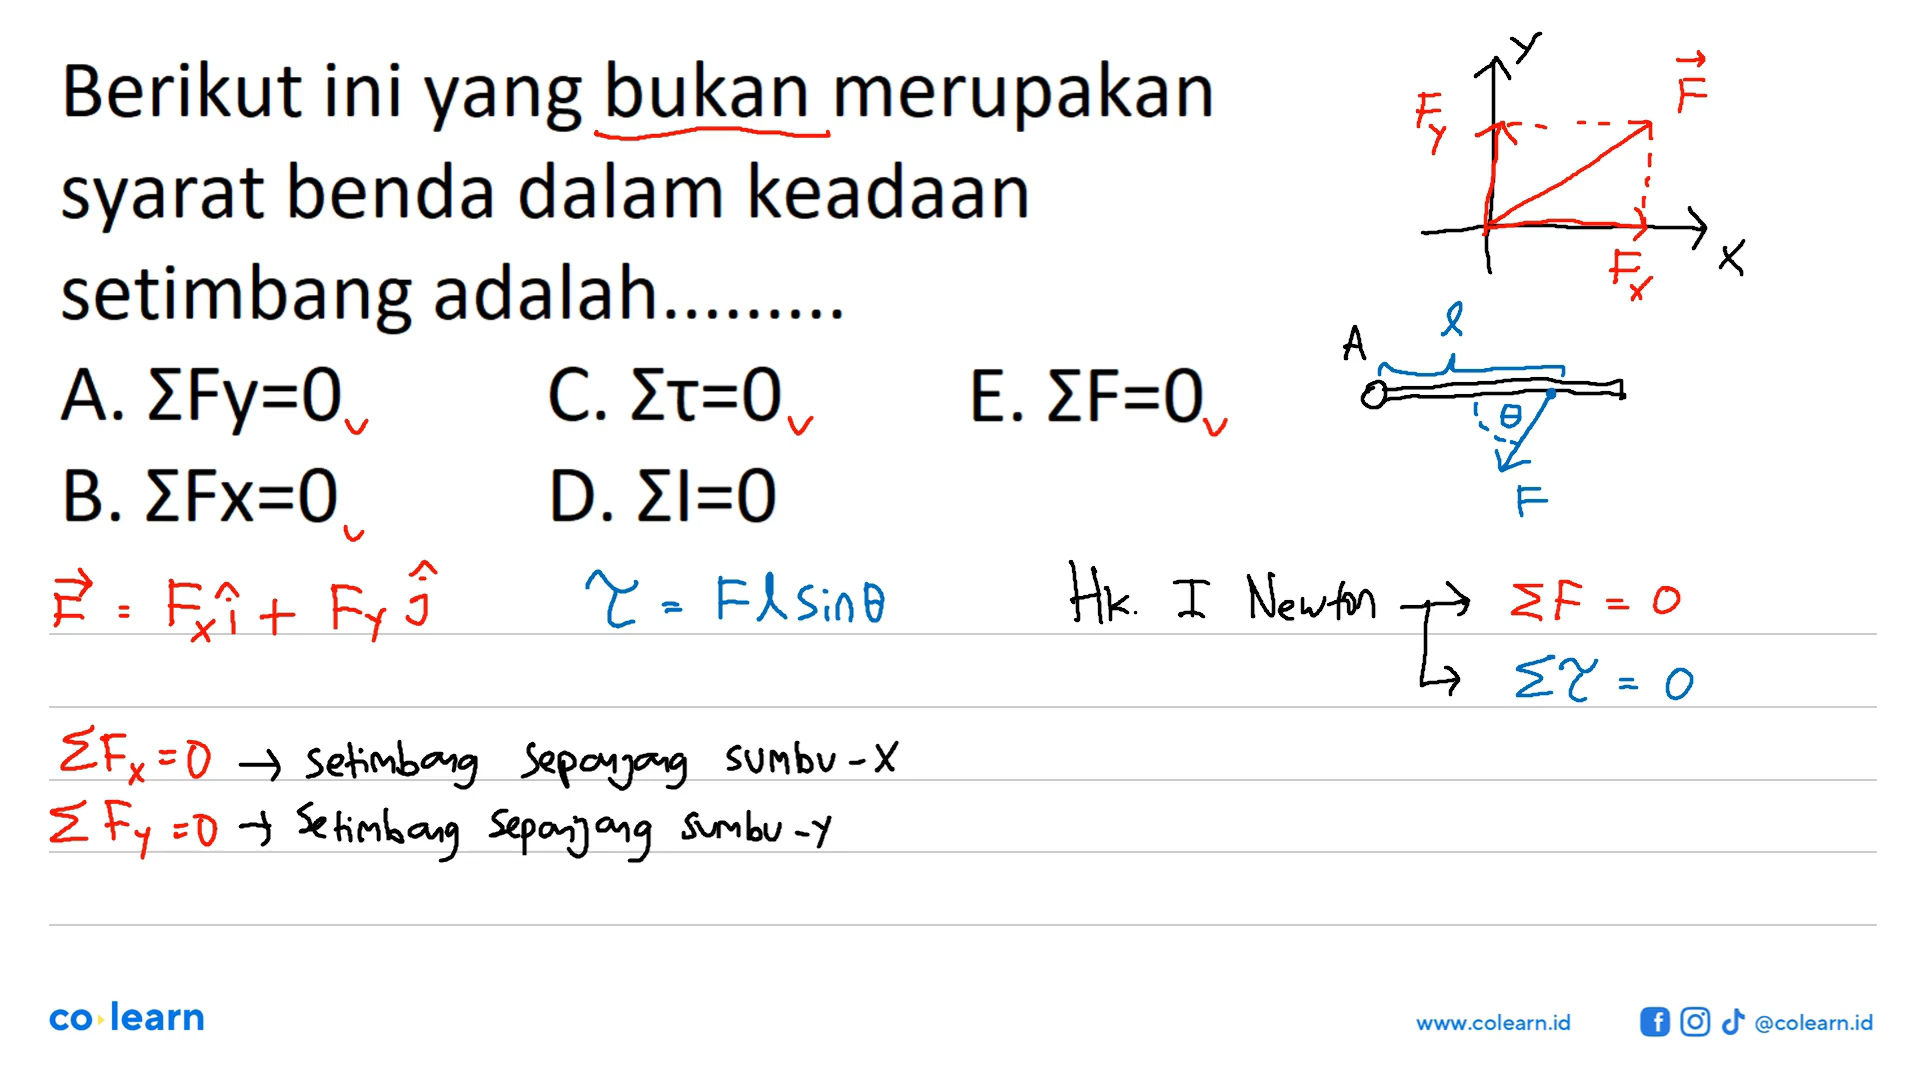 Berikut ini yang bukan merupakan
syarat benda dalam keadaan
setimbang adalah.........
A. ΣFy=0 C. Στ=0 E. ΣF=0
B. ΣFx=0 D. ΣI=0
y
F⃗
Fy
x
Fx
l
A
θ
F
F⃗ = Fx î + Fy ĵ
τ = F l sin θ
Hk. I Newton → ΣF = 0
→ Στ = 0
ΣFx = 0 → setimbang sepanjang sumbu-x
ΣFy = 0 → setimbang sepanjang sumbu-y
co learn
www.colearn.id
@colearn.id